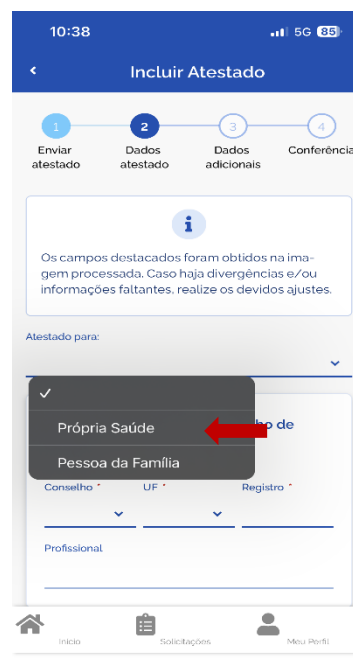 10:38
5G 85
Incluir Atestado
1
2
3
4
Enviar
atestado
Dados
atestado
Dados
adicionais
Conferência
i
Os campos destacados foram obtidos na ima-
gem processada. Caso haja divergências e/ou
informações faltantes, realize os devidos ajustes.
Atestado para:
Própria Saúde
Pessoa da Família
de
Conselho *
UF *
Registro *
Profissional
Início
Solicitações
Meu Perfil